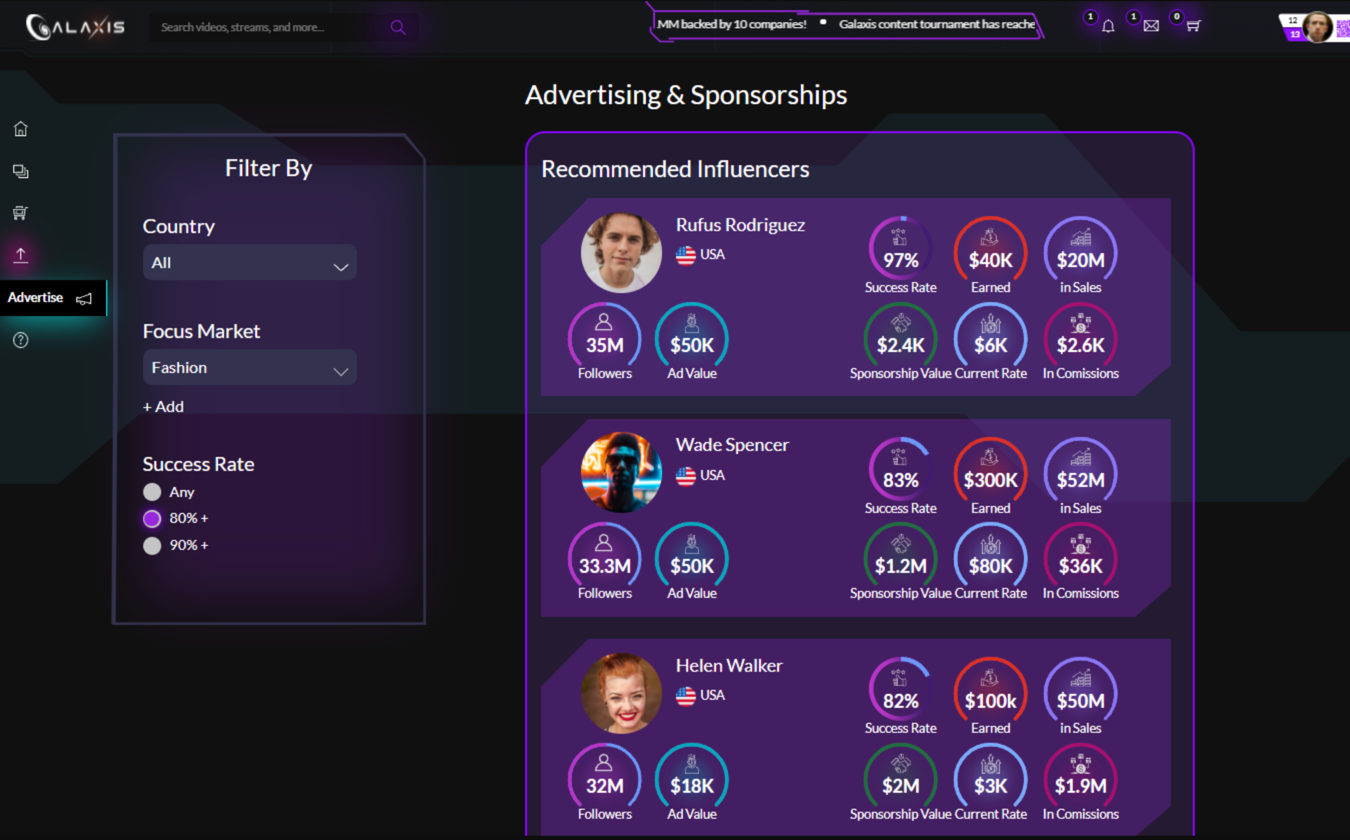 GALAXIS
Search videos, streams, and more...
MM backed by 10 companies!
Galaxis content tournament has reache
1
1
0
12
13
Advertising & Sponsorships
Advertise
Filter By
Country
All
Focus Market
Fashion
+ Add
Success Rate
Any
80% +
90% +
Recommended Influencers
Rufus Rodriguez
USA
97%
Success Rate
$40K
Earned
$20M
in Sales
35M
Followers
$50K
Ad Value
$2.4K
Sponsorship Value
$6K
Current Rate
$2.6K
In Comissions
Wade Spencer
USA
83%
Success Rate
$300K
Earned
$52M
in Sales
33.3M
Followers
$50K
Ad Value
$1.2M
Sponsorship Value
$80K
Current Rate
$36K
In Comissions
Helen Walker
USA
82%
Success Rate
$100k
Earned
$50M
in Sales
32M
Followers
$18K
Ad Value
$2M
Sponsorship Value
$3K
Current Rate
$1.9M
In Comissions